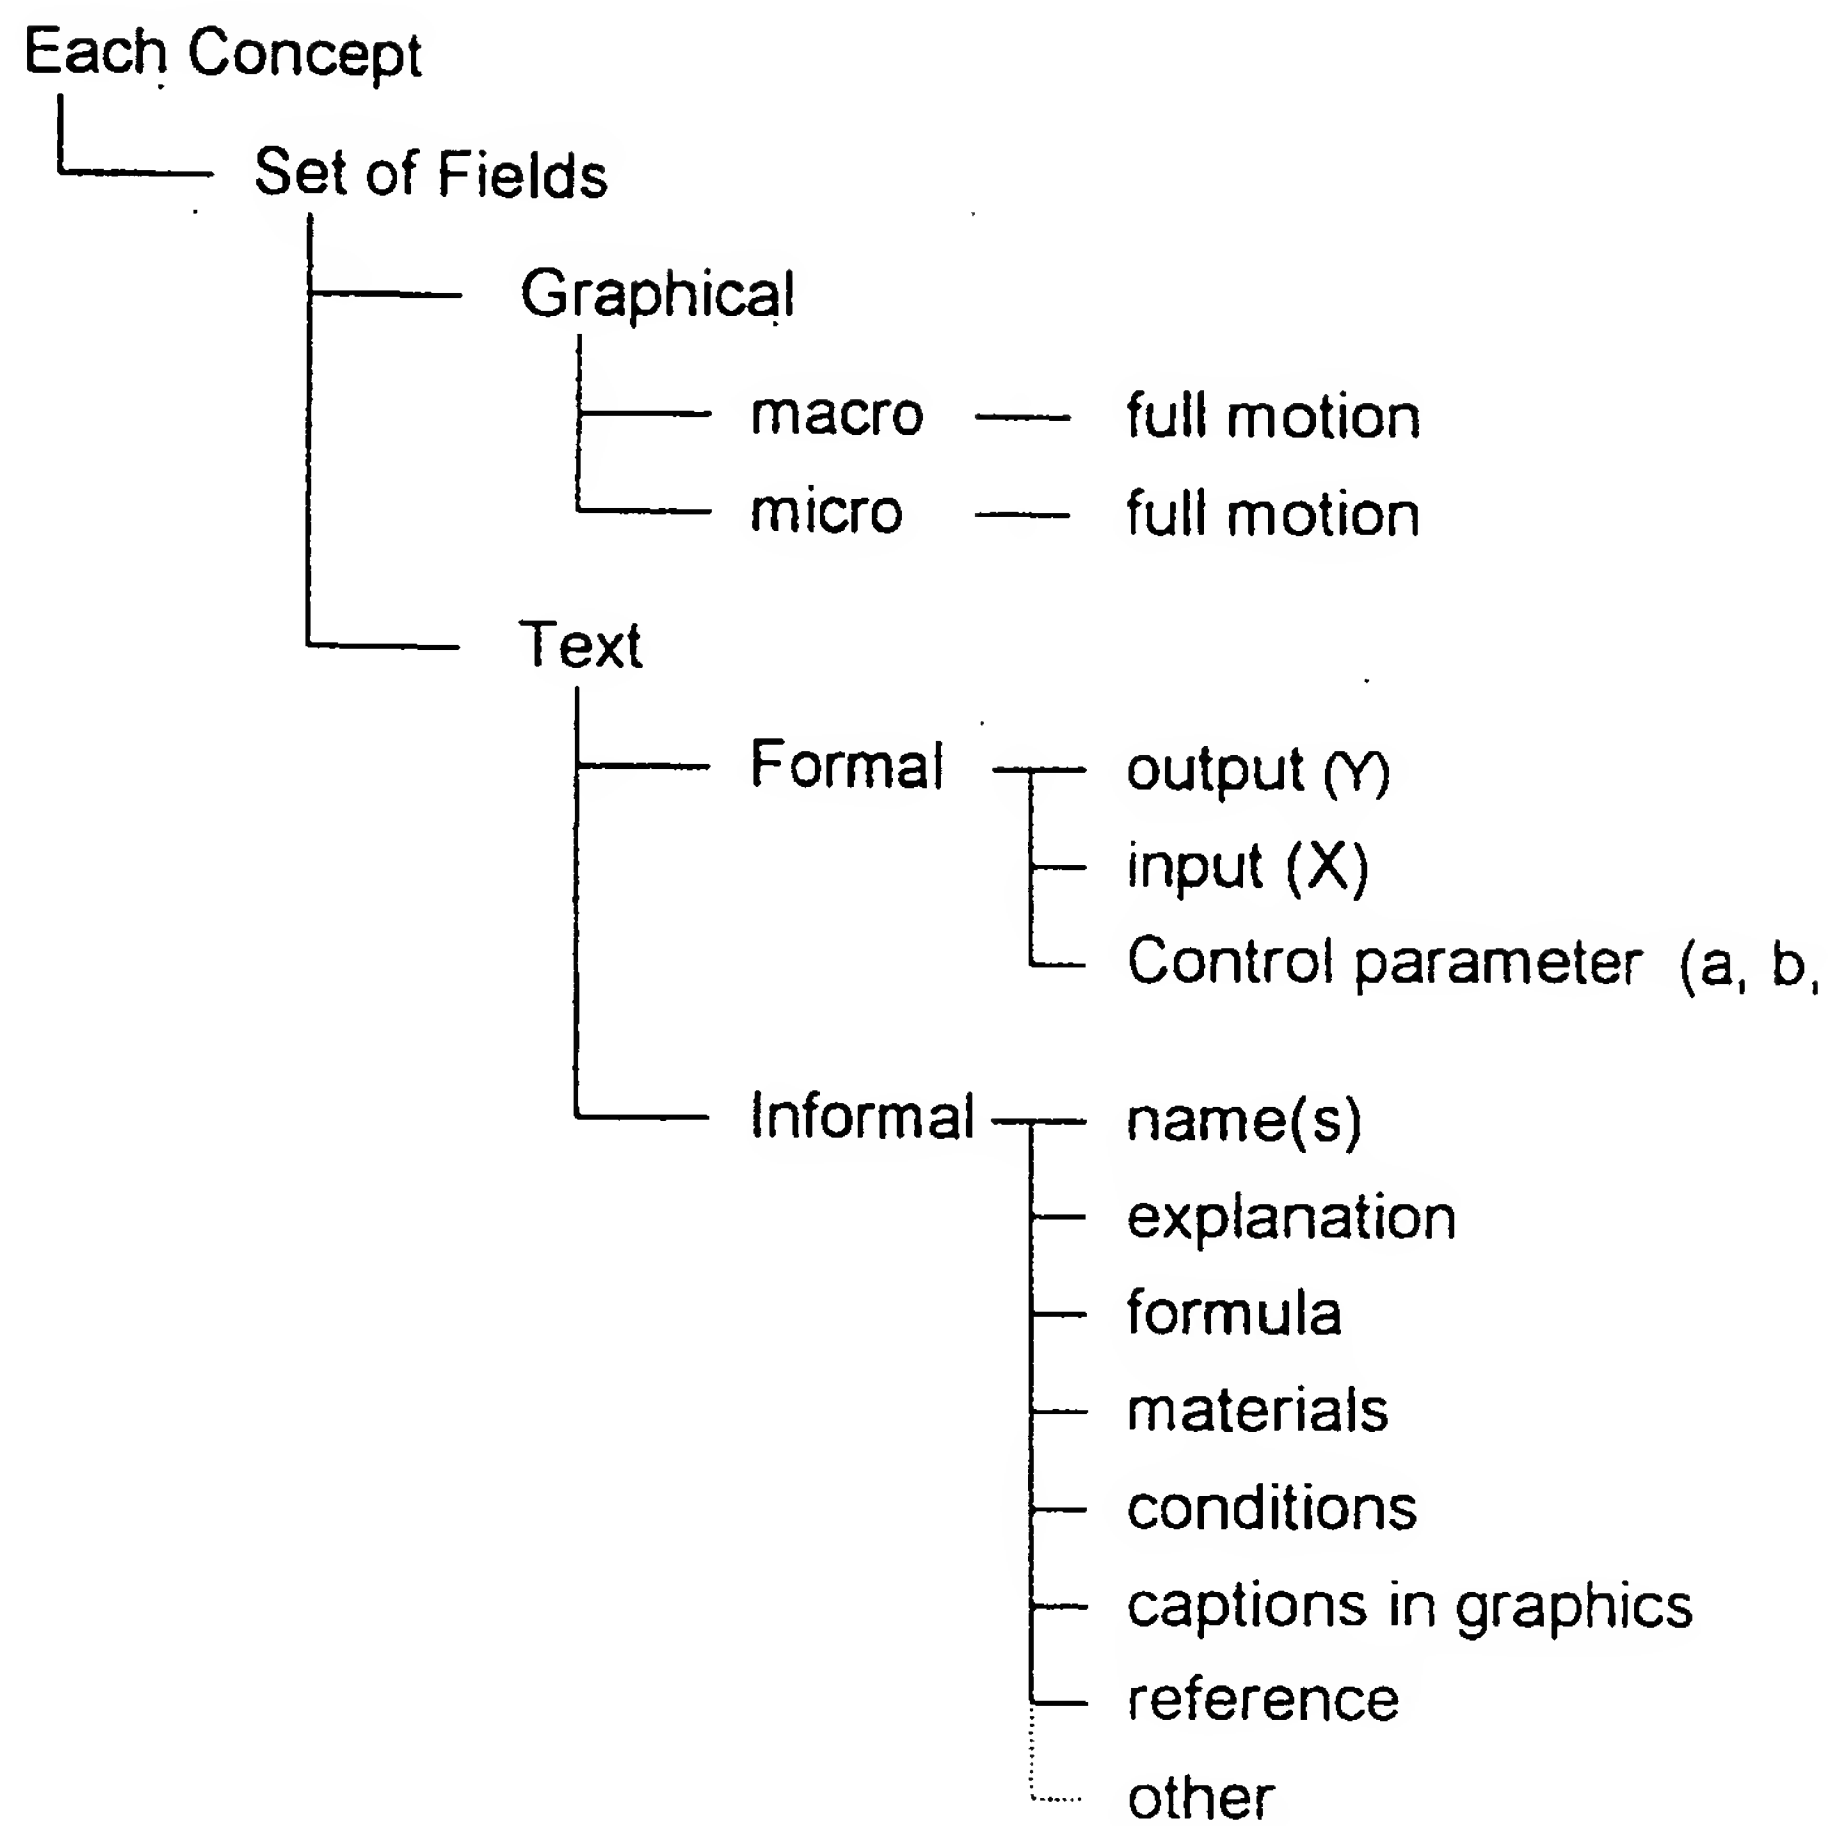 Each Concept
Set of Fields
Graphical
macro full motion
micro full motion
Text
Formal output (Y)
input (X)
Control parameter (a, b,
Informal name(s)
explanation
formula
materials
conditions
captions in graphics
reference
other